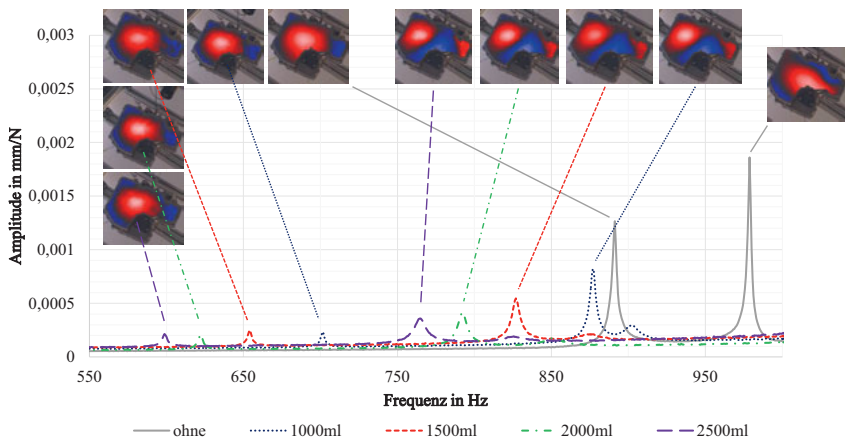 0,003
0,0025
0,002
0,0015
0,001
0,0005
0
Amplitude in mm/N
550
650
750
850
950
Frequenz in Hz
ohne
1000ml
1500ml
2000ml
2500ml